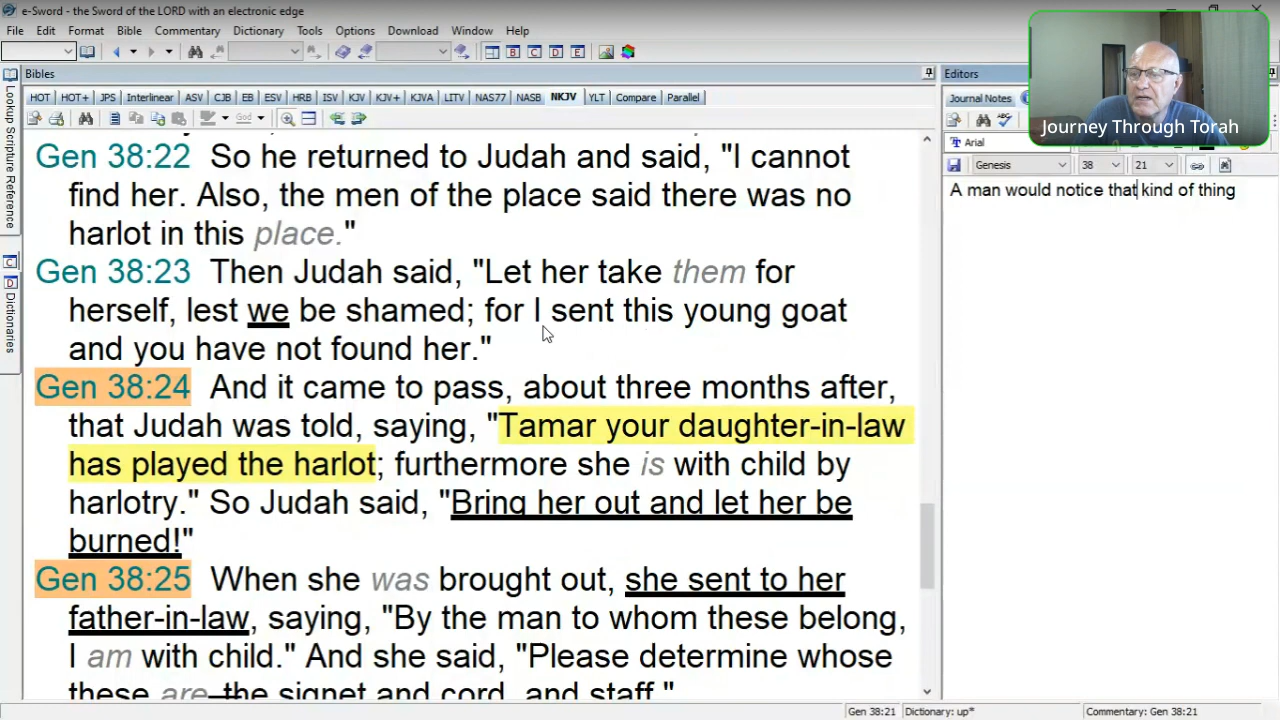 e-Sword - the Sword of the LORD with an electronic edge
File Edit Format Bible Commentary Dictionary Tools Options Download Window Help
B C D E
Bibles
Editors
HOT HOT+ JPS Interlinear ASV CJB EB ESV HRB ISV KJV KJV+ KJVA LITV NAS77 NASB NKJV YLT Compare Parallel
Journal Notes
Journey Through Torah
Arial
Genesis 38 21
Lookup Scripture Reference
Dictionaries
A man would notice that kind of thing
Gen 38:22 So he returned to Judah and said, "I cannot
find her. Also, the men of the place said there was no
harlot in this place."
Gen 38:23 Then Judah said, "Let her take them for
herself, lest we be shamed; for I sent this young goat
and you have not found her."
Gen 38:24 And it came to pass, about three months after,
that Judah was told, saying, "Tamar your daughter-in-law
has played the harlot; furthermore she is with child by
harlotry." So Judah said, "Bring her out and let her be
burned!"
Gen 38:25 When she was brought out, she sent to her
father-in-law, saying, "By the man to whom these belong,
I am with child." And she said, "Please determine whose
these are—the signet and cord, and staff."
Gen 38:21 Dictionary: up* Commentary: Gen 38:21